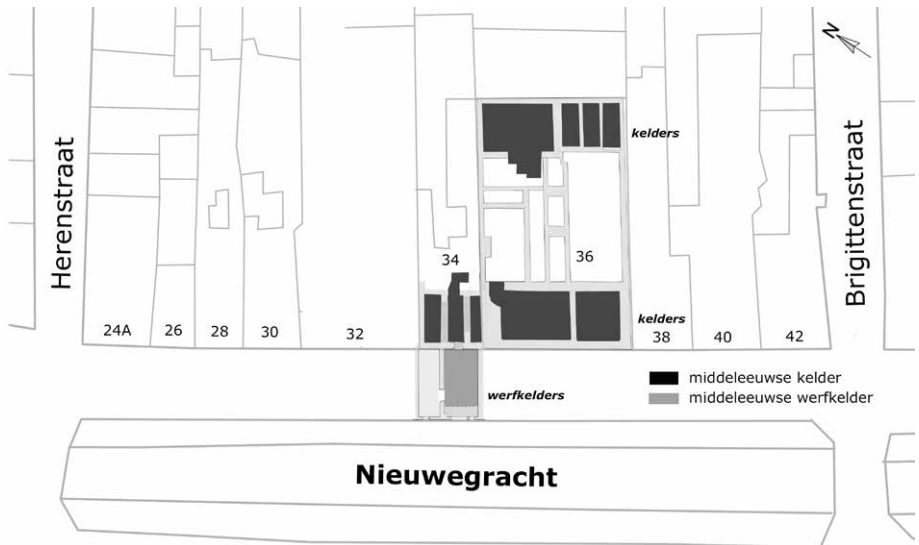 N
kelders
Herenstraat
Brigittenstraat
34
36
kelders
24A
26
28
30
32
38
40
42
middeleeuwse kelder
werfkelders
middeleeuwse werfkelder
Nieuwegracht